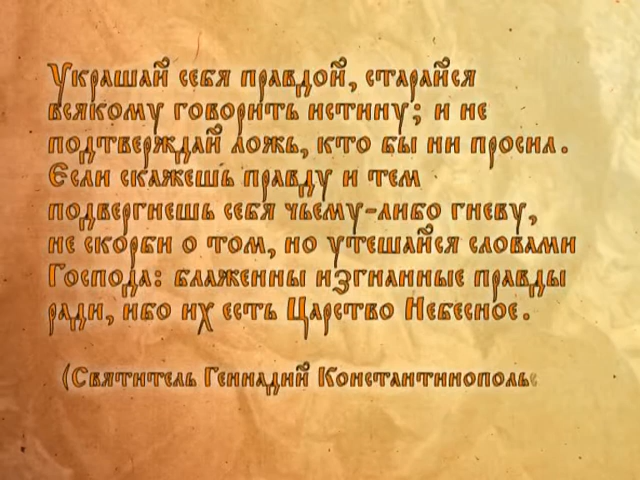 Украшай себя правдой, старайся
всякому говорить истину; и не
подтверждай ложь, кто бы ни просил.
Если скажешь правду и тем
подвергнешь себя чьему-либо гневу,
не скорби о том, но утешайся словами
Господа: блаженны изгнанные правды
ради, ибо их есть Царство Небесное.
(Святитель Геннадий Константинопольс